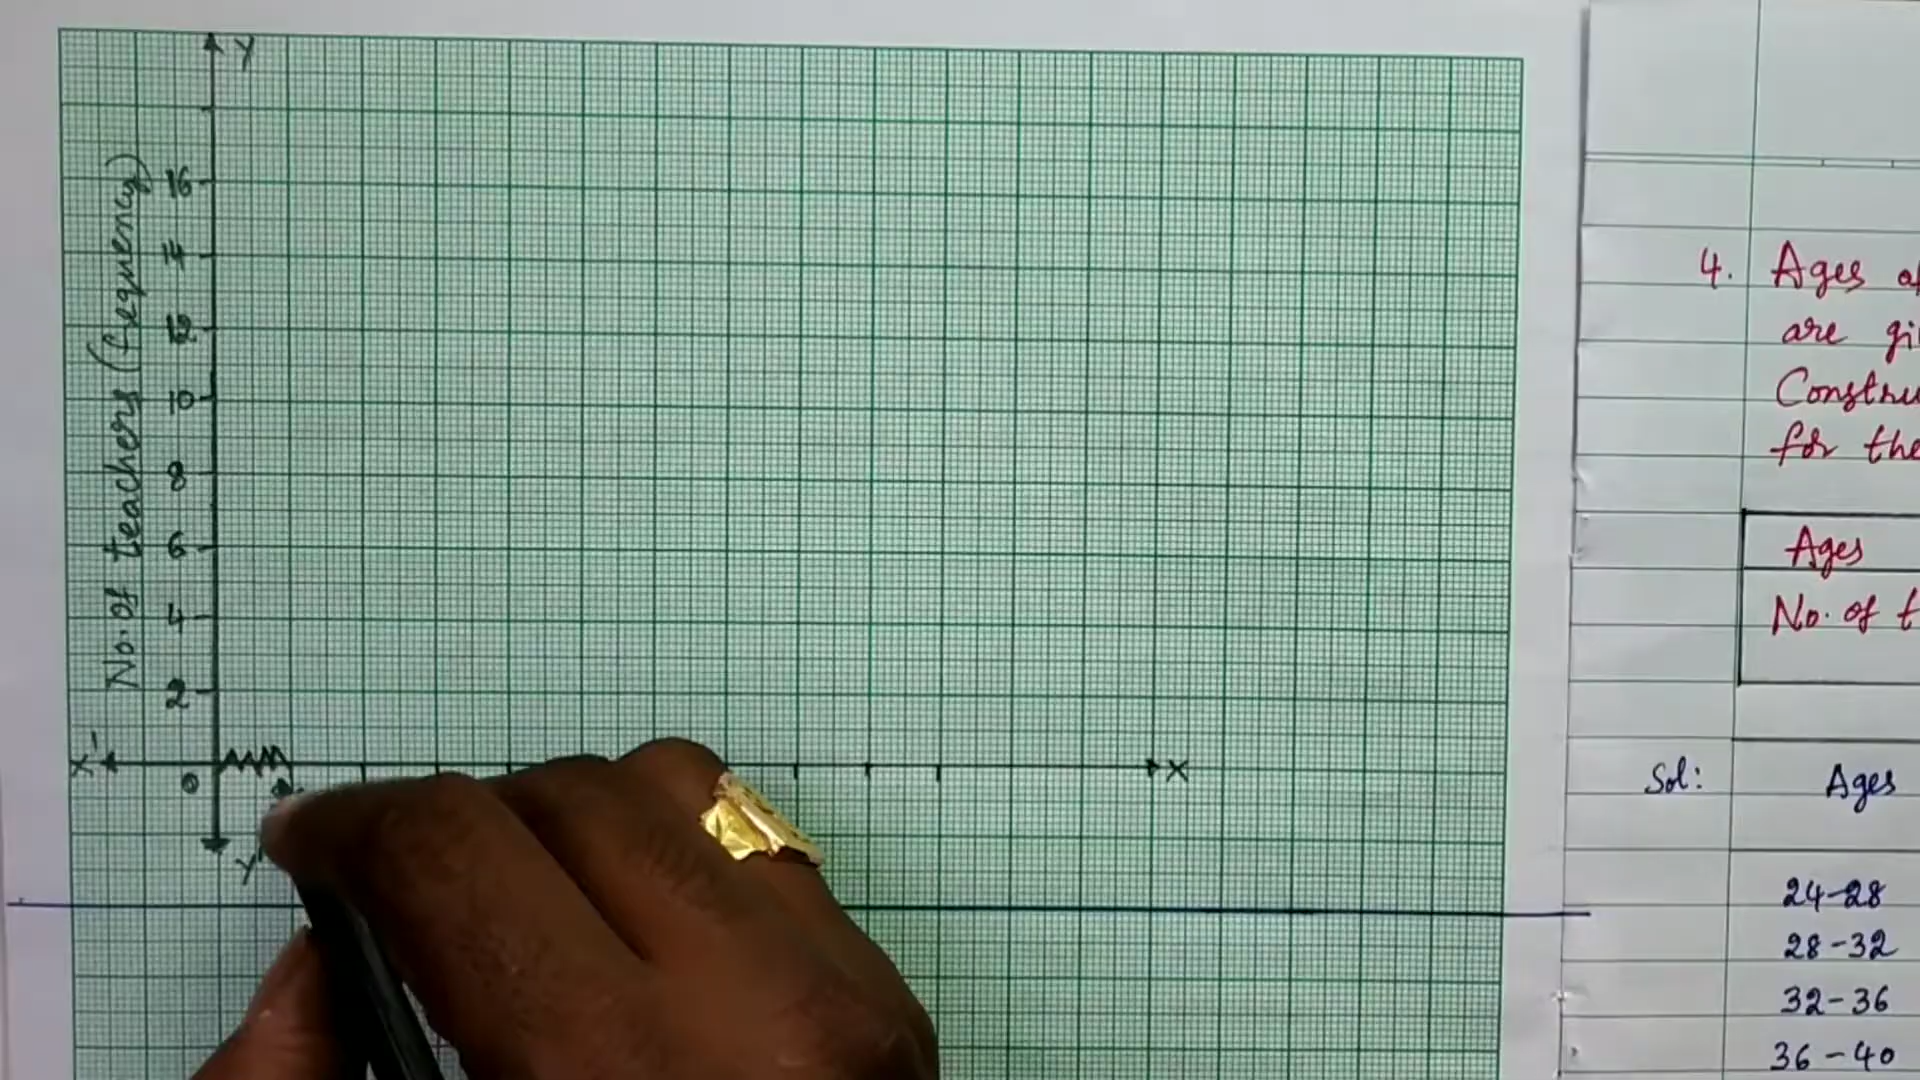 Y
No. of teachers (frequency)
16
14
12
10
8
6
4
2
X'
0
X
Y'
4. Ages
are
for the
Ages
No. of
Sol: Ages
24-28
28-32
32-36
36-40